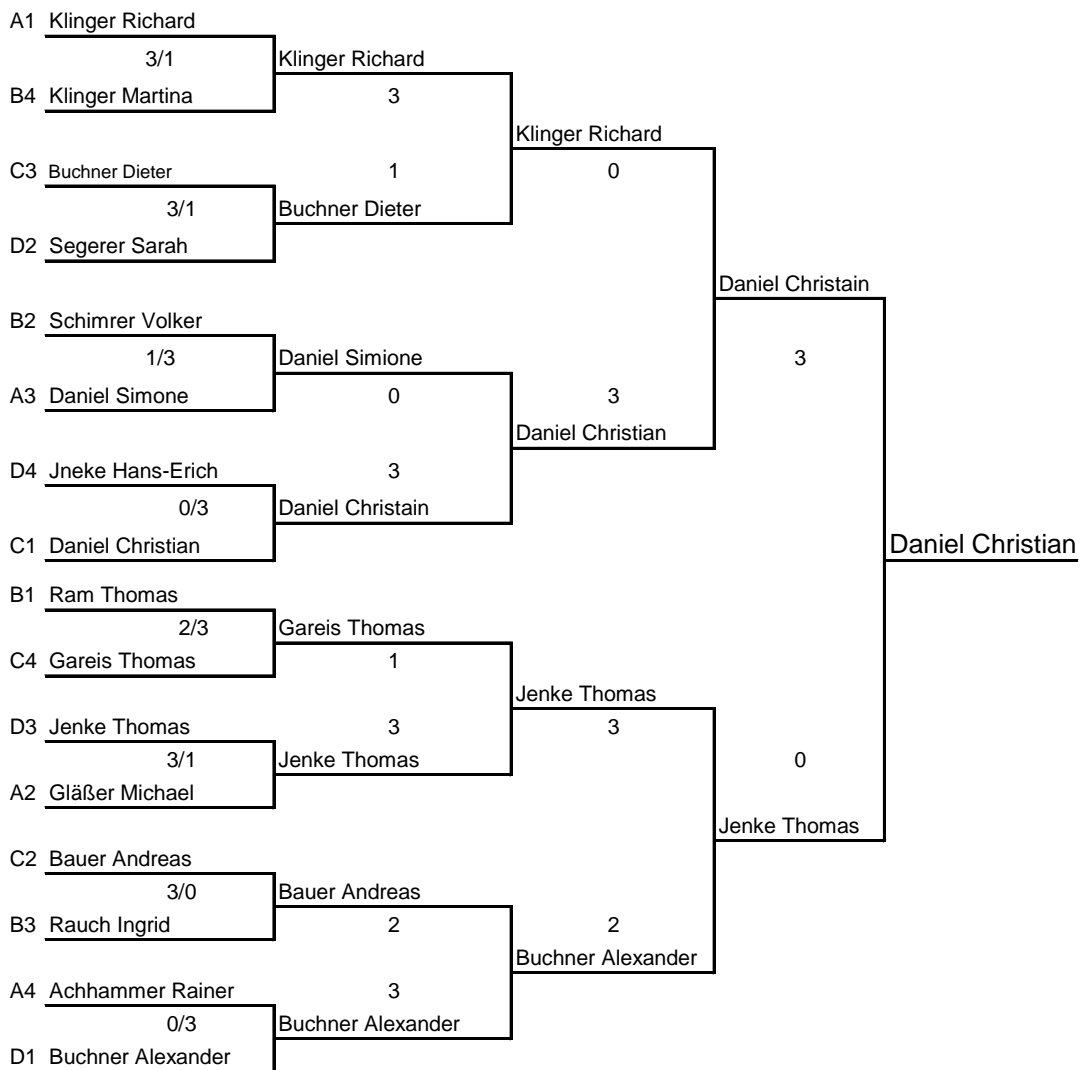 A1 Klinger Richard
3/1 Klinger Richard
B4 Klinger Martina 3
Klinger Richard
C3 Buchner Dieter 1 0
3/1 Buchner Dieter
D2 Segerer Sarah
Daniel Christain
B2 Schimrer Volker
1/3 Daniel Simione 3
A3 Daniel Simone 0 3
Daniel Christian
D4 Jneke Hans-Erich 3
0/3 Daniel Christain
C1 Daniel Christian Daniel Christian
B1 Ram Thomas
2/3 Gareis Thomas
C4 Gareis Thomas 1
Jenke Thomas
D3 Jenke Thomas 3 3
3/1 Jenke Thomas 0
A2 Gläßer Michael
Jenke Thomas
C2 Bauer Andreas
3/0 Bauer Andreas
B3 Rauch Ingrid 2 2
Buchner Alexander
A4 Achhammer Rainer 3
0/3 Buchner Alexander
D1 Buchner Alexander